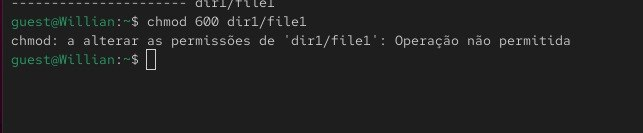 ---------------------- dir1/file1
guest@Willian:~$ chmod 600 dir1/file1
chmod: a alterar as permissões de 'dir1/file1': Operação não permitida
guest@Willian:~$